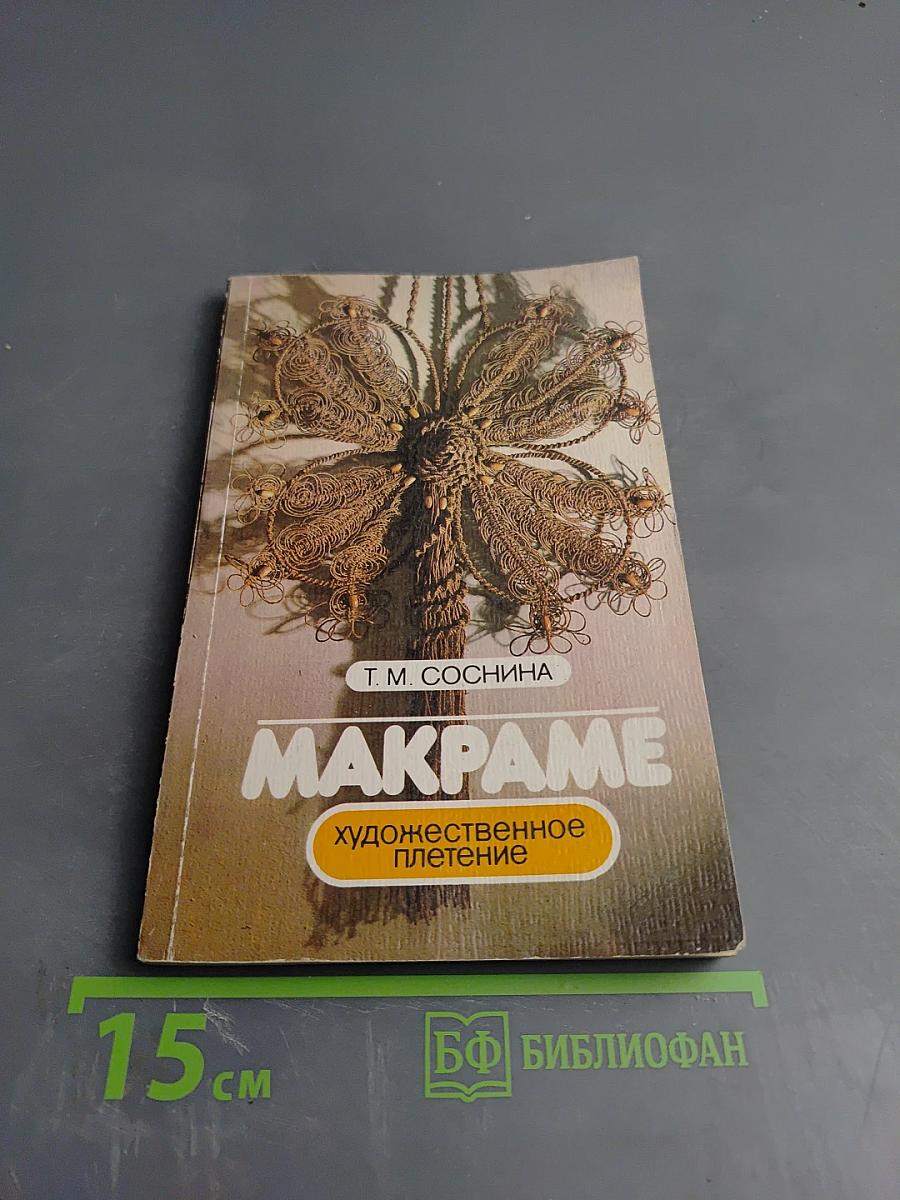 Т. М. СОСНИНА
МАКРАМЕ
художественное
плетение
15 см
БФ БИБЛИОФАН